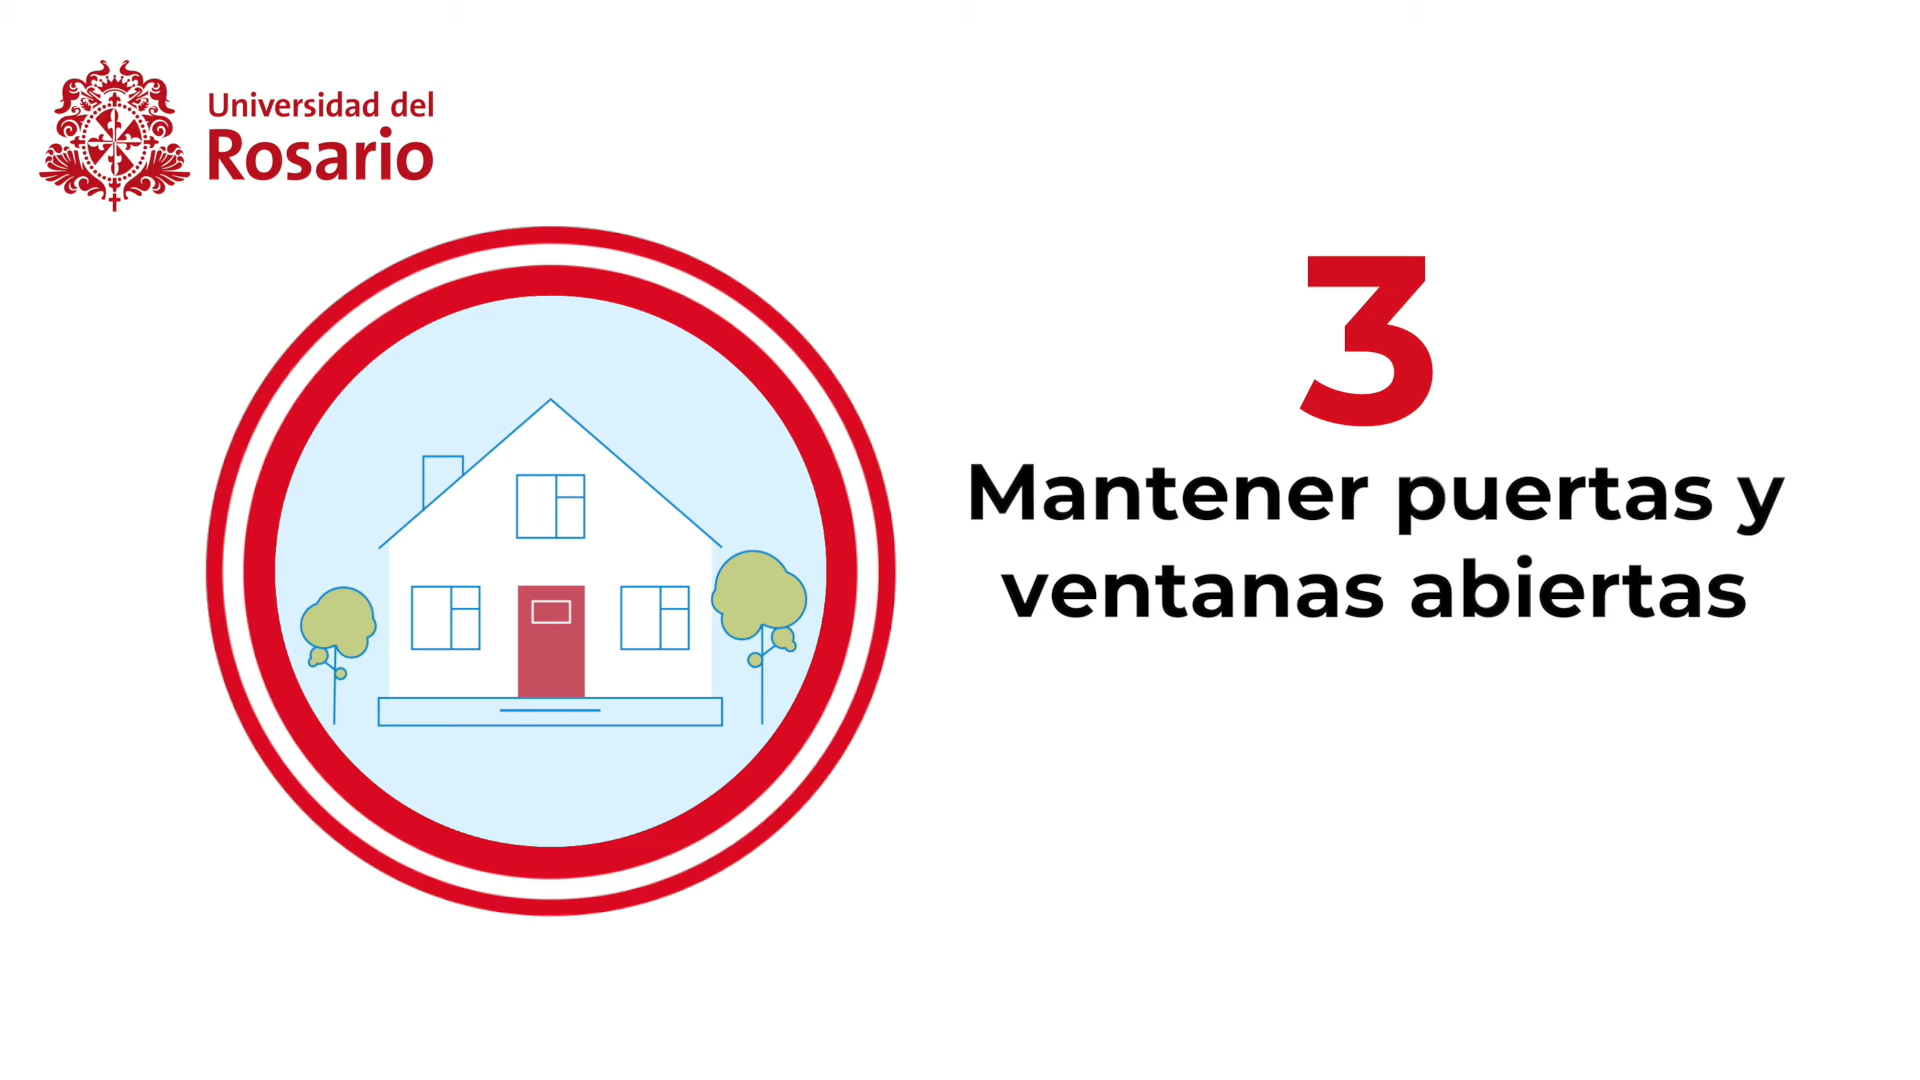 Universidad del
Rosario
3
Mantener puertas y
ventanas abiertas